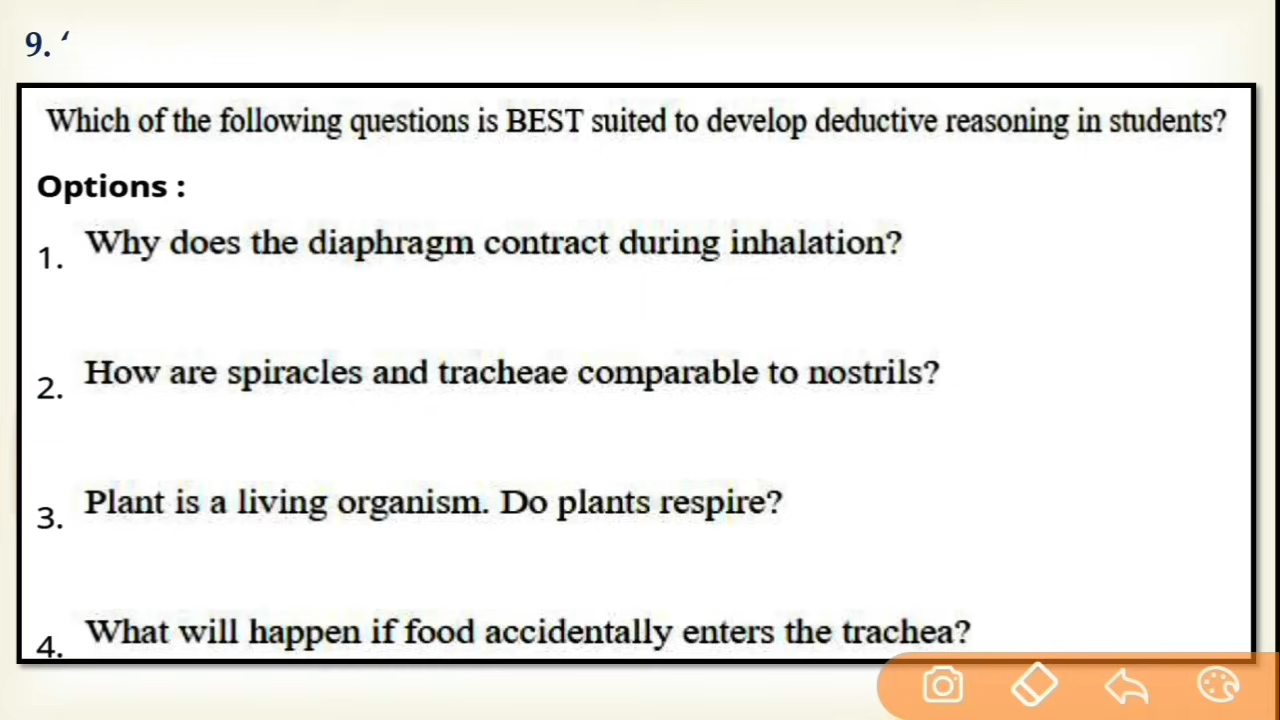 9. ‘
Which of the following questions is BEST suited to develop deductive reasoning in students?
Options :
1. Why does the diaphragm contract during inhalation?
2. How are spiracles and tracheae comparable to nostrils?
3. Plant is a living organism. Do plants respire?
4. What will happen if food accidentally enters the trachea?